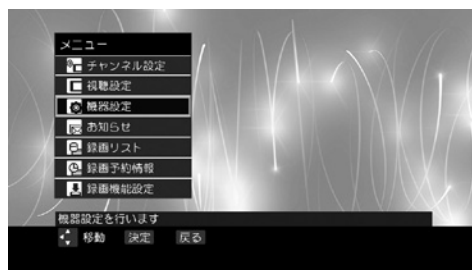 メニュー
チャンネル設定
視聴設定
機器設定
お知らせ
録画リスト
録画予約情報
録画機能設定
機器設定を行います
移動 決定 戻る